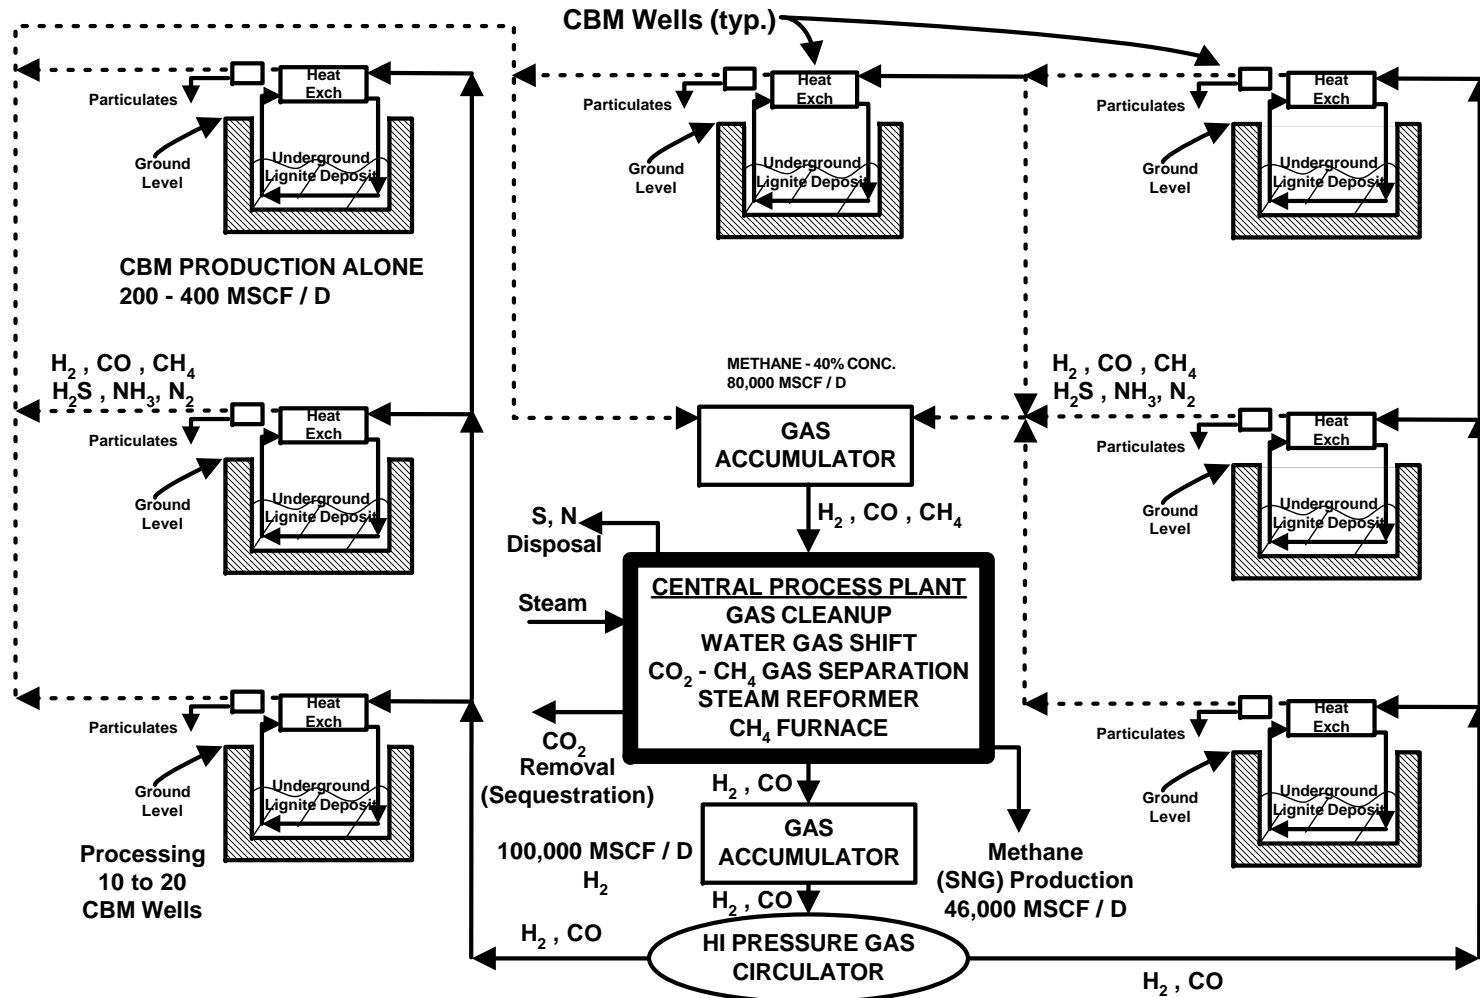 CBM Wells (typ.)
Heat
Exch
Particulates
Ground
Level
Underground
Lignite Deposit
Heat
Exch
Particulates
Ground
Level
Underground
Lignite Deposit
Heat
Exch
Particulates
Ground
Level
Underground
Lignite Deposit
CBM PRODUCTION ALONE
200 - 400 MSCF / D
H2 , CO , CH4
H2S , NH3, N2
Heat
Exch
Particulates
Ground
Level
Underground
Lignite Deposit
METHANE - 40% CONC.
80,000 MSCF / D
GAS
ACCUMULATOR
H2 , CO , CH4
H2 , CO , CH4
H2S , NH3, N2
Heat
Exch
Particulates
Ground
Level
Underground
Lignite Deposit
S, N
Disposal
Steam
CENTRAL PROCESS PLANT
GAS CLEANUP
WATER GAS SHIFT
CO2 - CH4 GAS SEPARATION
STEAM REFORMER
CH4 FURNACE
CO2
Removal
(Sequestration)
Heat
Exch
Particulates
Ground
Level
Underground
Lignite Deposit
Heat
Exch
Particulates
Ground
Level
Underground
Lignite Deposit
Processing
10 to 20
CBM Wells
H2 , CO
100,000 MSCF / D
H2
GAS
ACCUMULATOR
Methane
(SNG) Production
46,000 MSCF / D
H2 , CO
H2 , CO
HI PRESSURE GAS
CIRCULATOR
H2 , CO